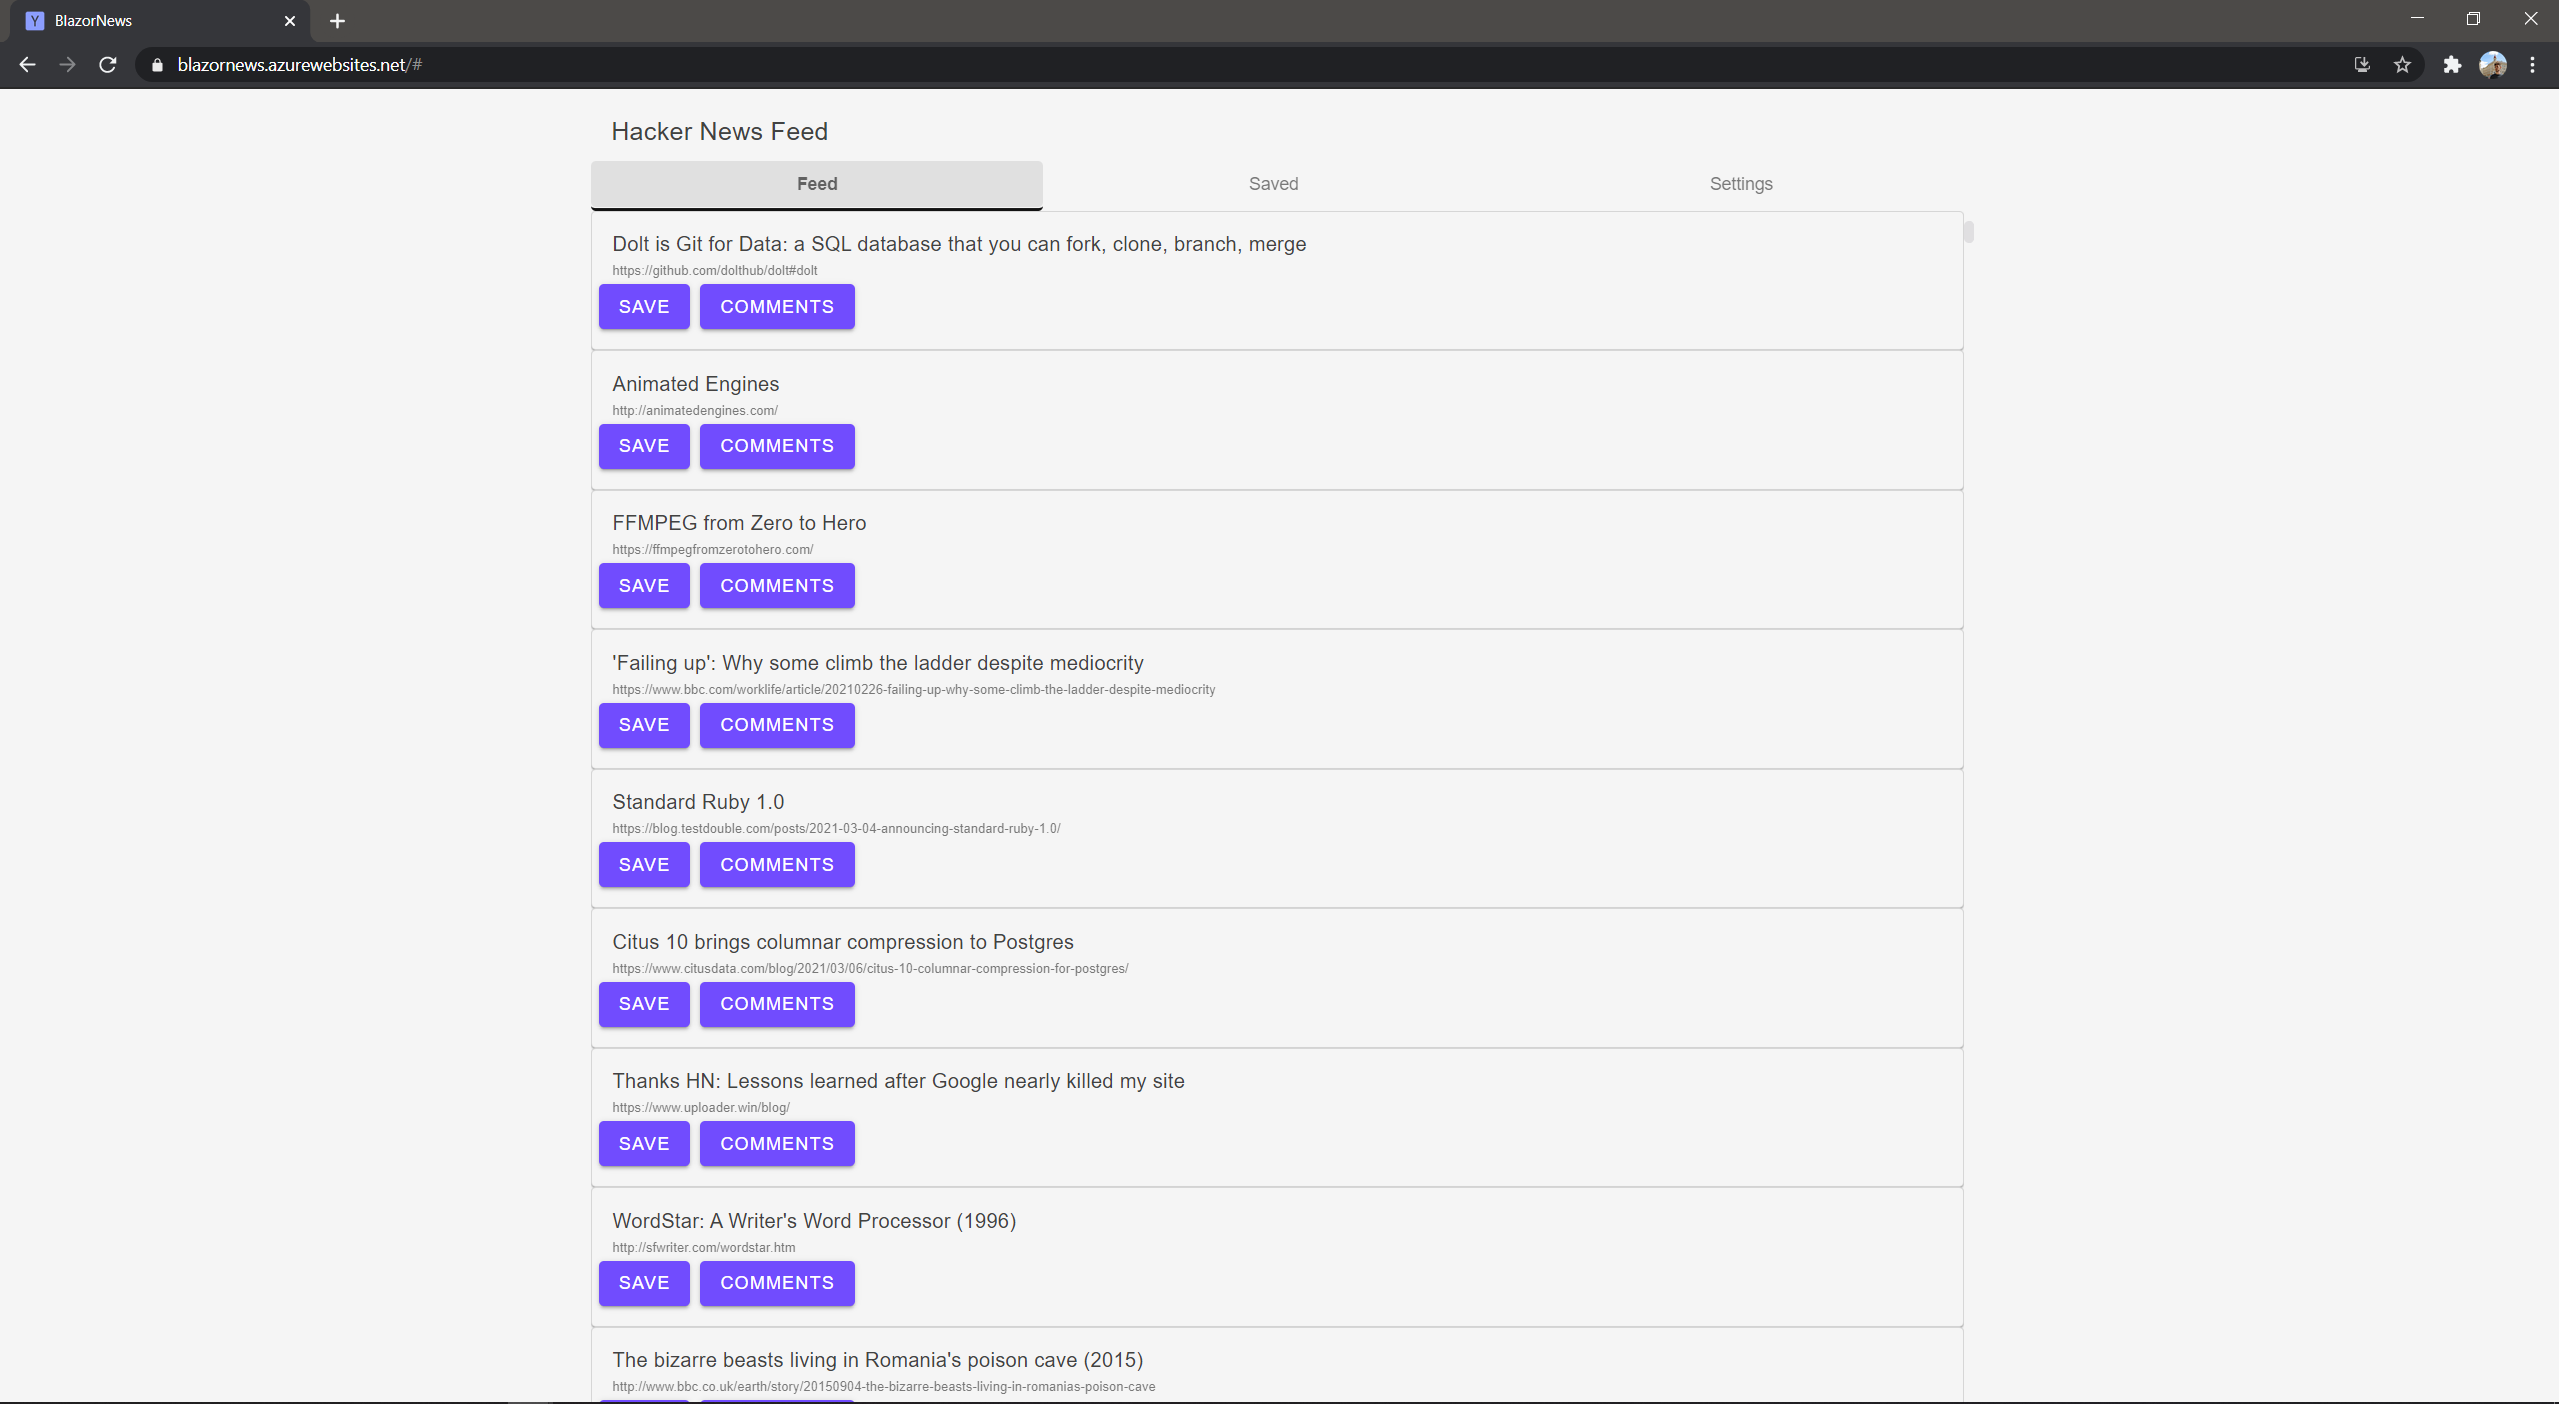 BlazorNews
blazornews.azurewebsites.net/#
Hacker News Feed
Feed Saved Settings
Dolt is Git for Data: a SQL database that you can fork, clone, branch, merge
https://github.com/dolthub/dolt#dolt
SAVE COMMENTS
Animated Engines
http://animatedengines.com/
SAVE COMMENTS
FFMPEG from Zero to Hero
https://ffmpegfromzerotohero.com/
SAVE COMMENTS
'Failing up': Why some climb the ladder despite mediocrity
https://www.bbc.com/worklife/article/20210226-failing-up-why-some-climb-the-ladder-despite-mediocrity
SAVE COMMENTS
Standard Ruby 1.0
https://blog.testdouble.com/posts/2021-03-04-announcing-standard-ruby-1.0/
SAVE COMMENTS
Citus 10 brings columnar compression to Postgres
https://www.citusdata.com/blog/2021/03/06/citus-10-columnar-compression-for-postgres/
SAVE COMMENTS
Thanks HN: Lessons learned after Google nearly killed my site
https://www.uploader.win/blog/
SAVE COMMENTS
WordStar: A Writer's Word Processor (1996)
http://sfwriter.com/wordstar.htm
SAVE COMMENTS
The bizarre beasts living in Romania's poison cave (2015)
http://www.bbc.co.uk/earth/story/20150904-the-bizarre-beasts-living-in-romanias-poison-cave